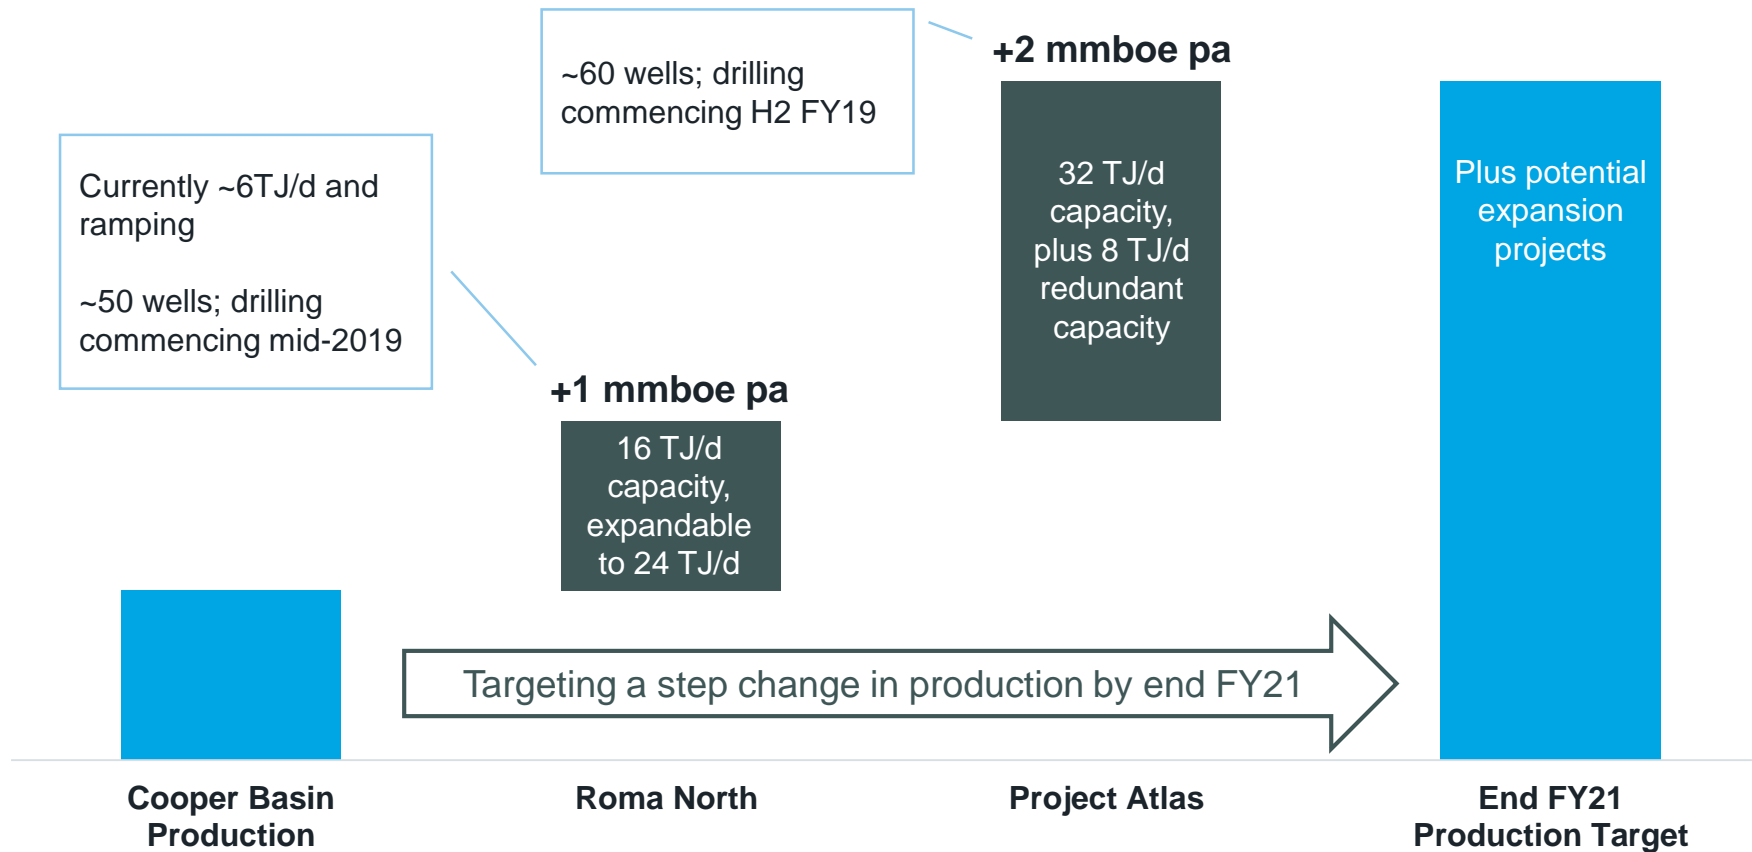 ~60 wells; drilling
commencing H2 FY19
+2 mmboe pa
Currently ~6TJ/d and
ramping
~50 wells; drilling
commencing mid-2019
+1 mmboe pa
16 TJ/d
capacity,
expandable
to 24 TJ/d
32 TJ/d
capacity,
plus 8 TJ/d
redundant
capacity
Plus potential
expansion
projects
Targeting a step change in production by end FY21
Cooper Basin
Production
Roma North
Project Atlas
End FY21
Production Target